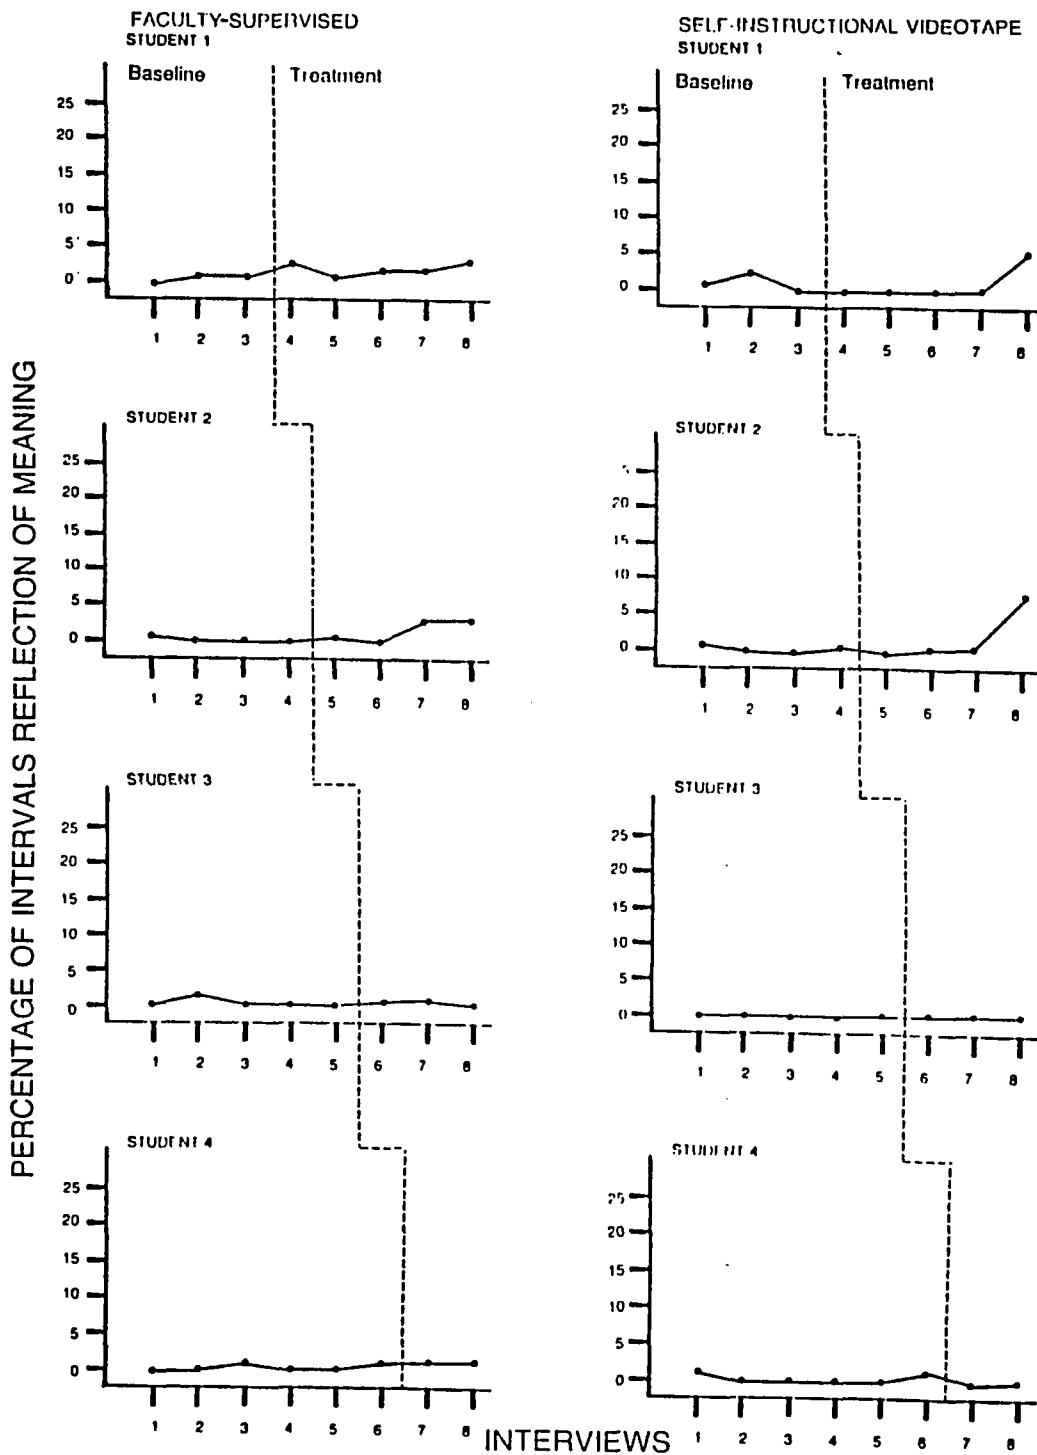 FACULTY-SUPERVISED
STUDENT 1
Baseline Treatment
25
20
15
10
5
0
1 2 3 4 5 6 7 8
STUDENT 2
25
20
15
10
5
0
1 2 3 4 5 6 7 8
STUDENT 3
25
20
15
10
5
0
1 2 3 4 5 6 7 8
STUDENT 4
25
20
15
10
5
0
1 2 3 4 5 6 7 8
SELF-INSTRUCTIONAL VIDEOTAPE
STUDENT 1
Baseline Treatment
25
20
15
10
5
0
1 2 3 4 5 6 7 8
STUDENT 2
20
15
10
5
0
1 2 3 4 5 6 7 8
STUDENT 3
25
20
15
10
5
0
1 2 3 4 5 6 7 8
STUDENT 4
25
20
15
10
5
0
1 2 3 4 5 6 7 8
PERCENTAGE OF INTERVALS REFLECTION OF MEANING
INTERVIEWS